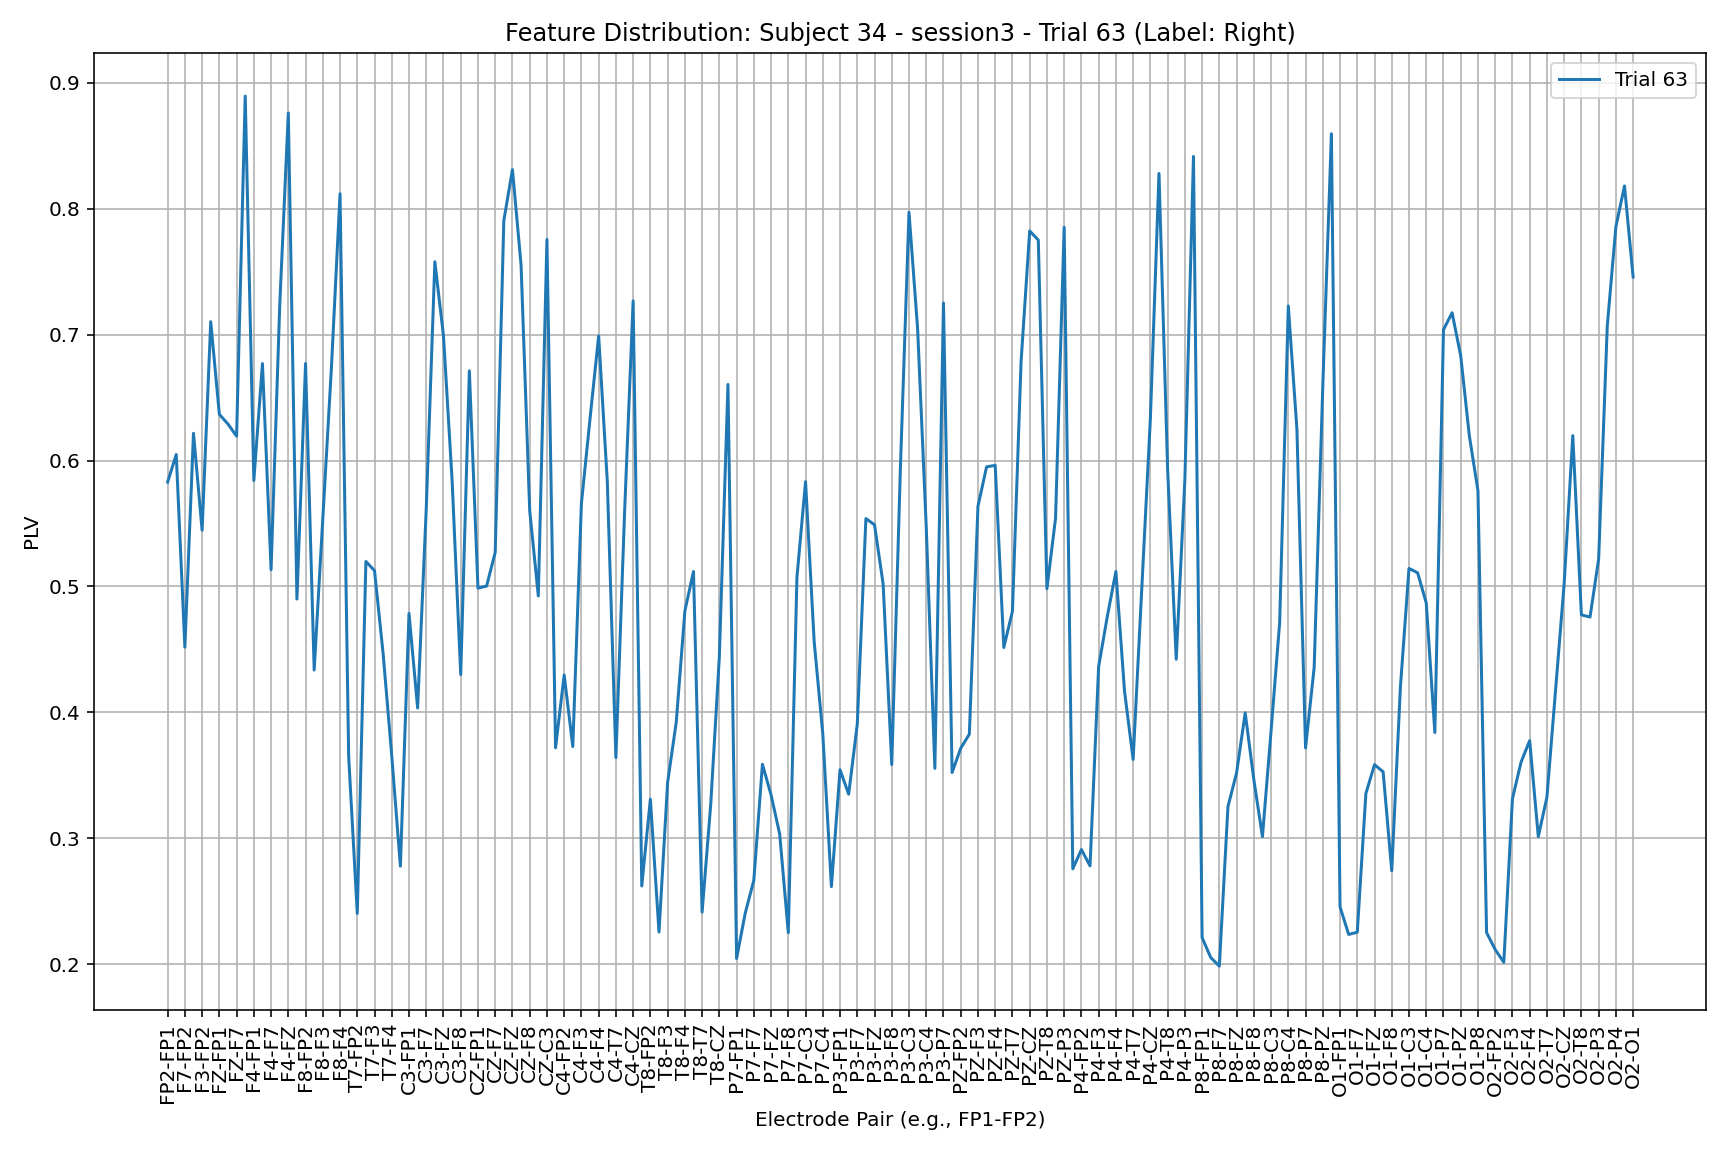 Feature Distribution: Subject 34 - session3 - Trial 63 (Label: Right)
Trial 63
0.9
0.8
0.7
0.6
0.5
0.4
0.3
0.2
PLV
FP2-FP1
F7-FP2
F3-FP2
FZ-FP1
FZ-F7
F4-FP1
F4-F7
F4-FZ
F8-FP2
F8-F3
F8-F4
T7-FP2
T7-F3
T7-F4
C3-FP1
C3-F7
C3-FZ
C3-F8
CZ-FP1
CZ-F7
CZ-FZ
CZ-F8
CZ-C3
C4-FP2
C4-F3
C4-F4
C4-T7
C4-CZ
T8-FP2
T8-F3
T8-F4
T8-T7
T8-CZ
P7-FP1
P7-F7
P7-FZ
P7-F8
P7-C3
P7-C4
P3-FP1
P3-F7
P3-FZ
P3-F8
P3-C3
P3-C4
P3-P7
PZ-FP2
PZ-F3
PZ-F4
PZ-T7
PZ-CZ
PZ-T8
PZ-P3
P4-FP2
P4-F3
P4-F4
P4-T7
P4-CZ
P4-T8
P4-P3
P8-FP1
P8-F7
P8-FZ
P8-F8
P8-C3
P8-C4
P8-P7
P8-PZ
O1-FP1
O1-F7
O1-FZ
O1-F8
O1-C3
O1-C4
O1-P7
O1-PZ
O1-P8
O2-FP2
O2-F3
O2-F4
O2-T7
O2-CZ
O2-T8
O2-P3
O2-P4
O2-O1
Electrode Pair (e.g., FP1-FP2)